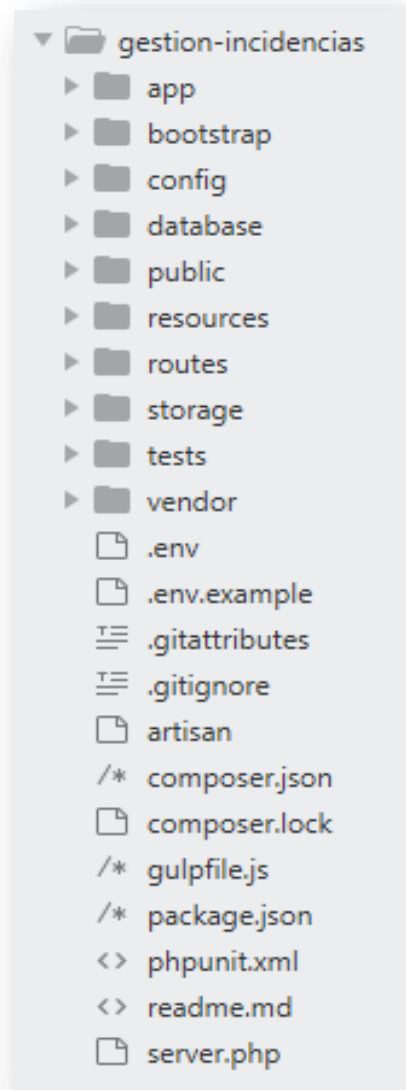 gestion-incidencias
app
bootstrap
config
database
public
resources
routes
storage
tests
vendor
.env
.env.example
.gitattributes
.gitignore
artisan
/* composer.json
composer.lock
/* gulpfile.js
/* package.json
<> phpunit.xml
<> readme.md
server.php